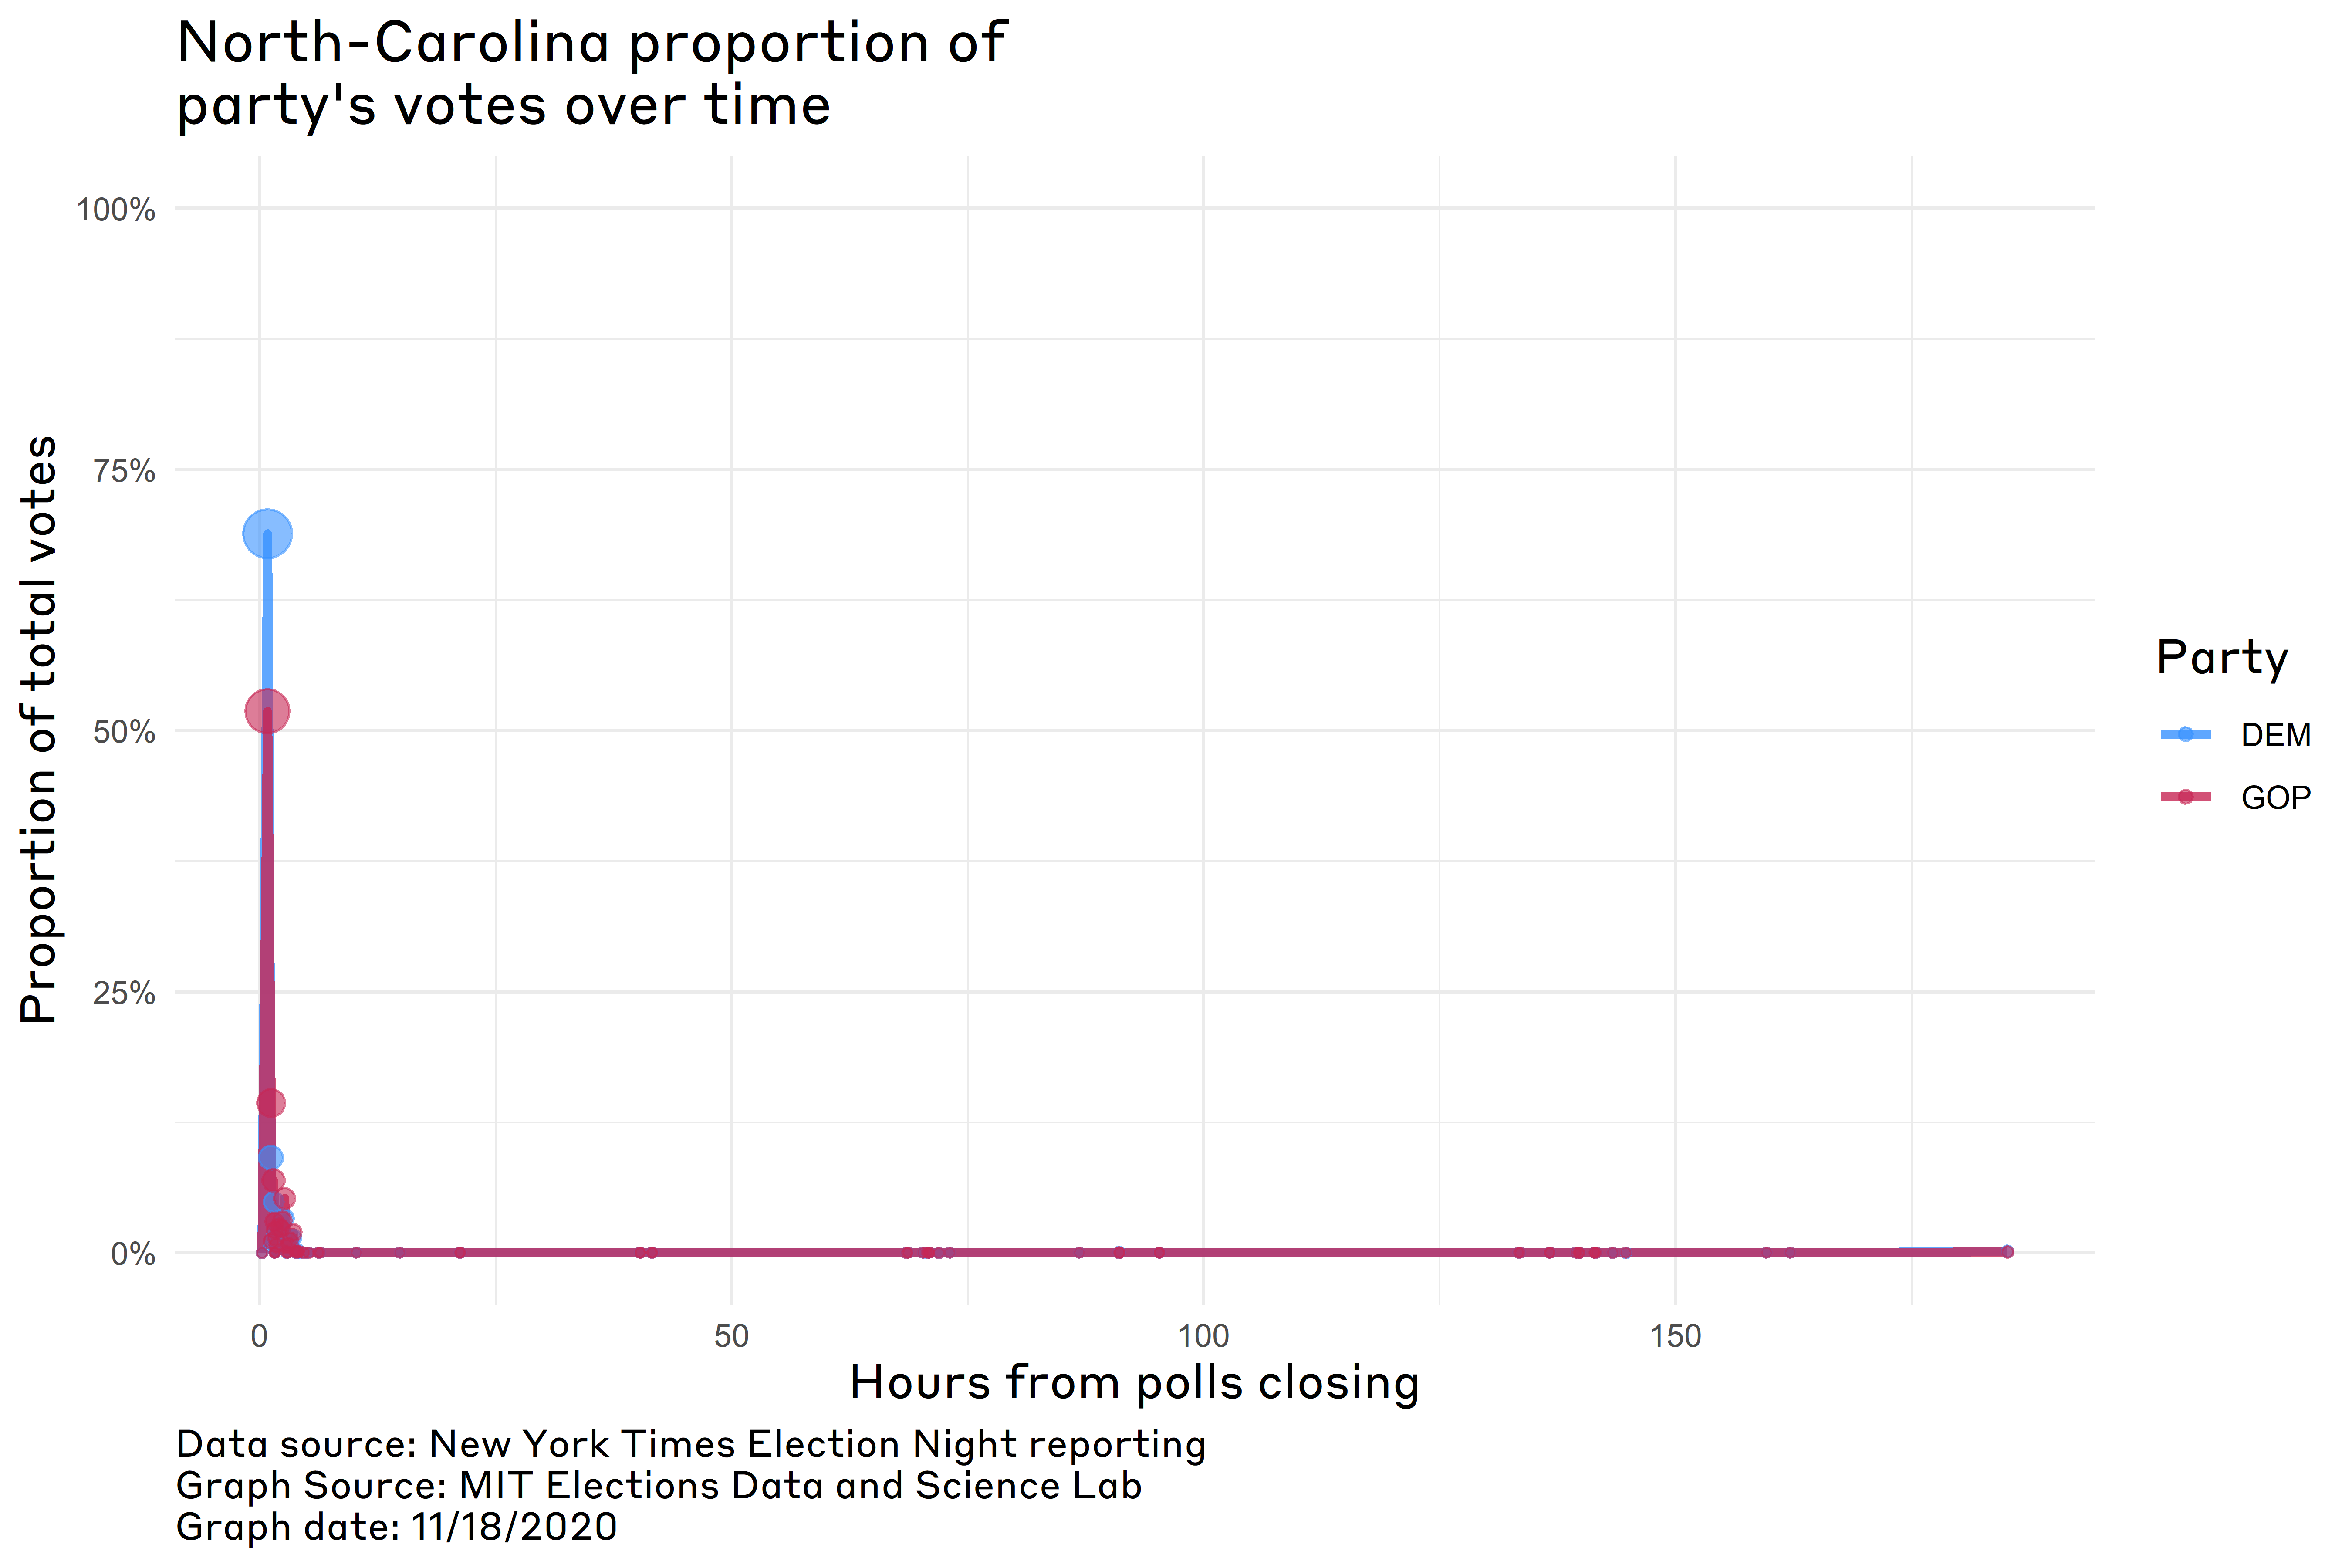 North-Carolina proportion of
party's votes over time
100%
75%
50%
25%
0%
Proportion of total votes
0 50 100 150
Hours from polls closing
Party
DEM
GOP
Data source: New York Times Election Night reporting
Graph Source: MIT Elections Data and Science Lab
Graph date: 11/18/2020